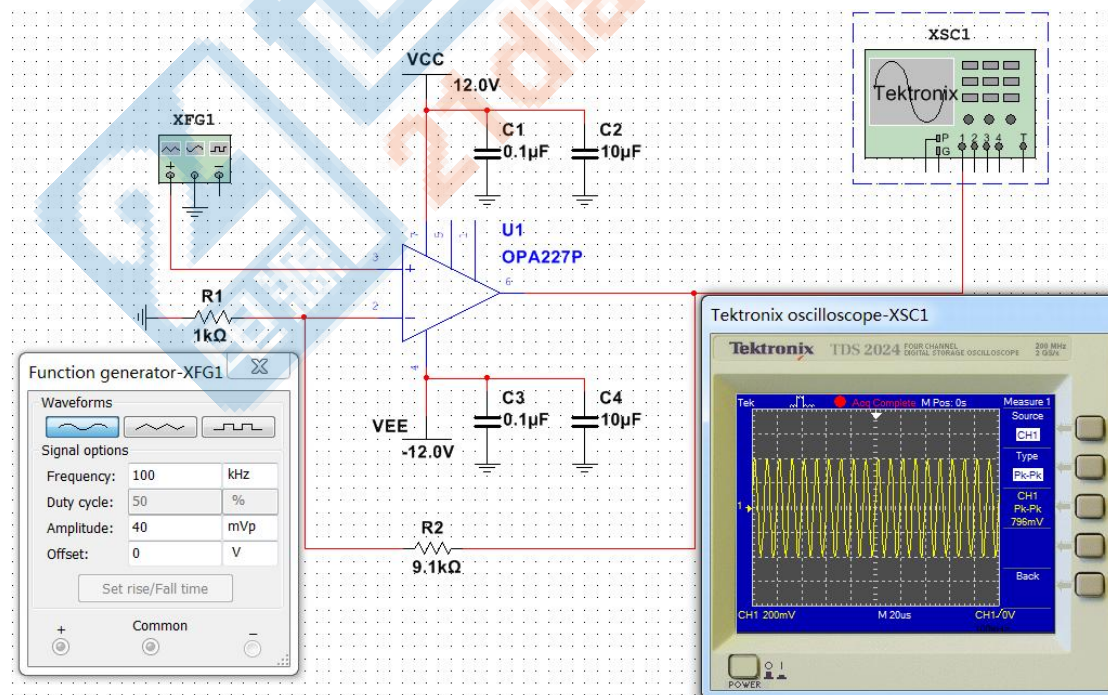 XSC1
VCC
12.0V
Tektronix
XFG1
C1
0.1µF
C2
10µF
P
G
1 2 3 4
T
U1
OPA227P
3
2
6
7
5
4
R1
1kΩ
C3
0.1µF
C4
10µF
VEE
-12.0V
R2
9.1kΩ
Function generator-XFG1
Waveforms
Signal options
Frequency: 100 kHz
Duty cycle: 50 %
Amplitude: 40 mVp
Offset: 0 V
Set rise/Fall time
+ Common −
Tektronix oscilloscope-XSC1
Tektronix TDS 2024 FOUR CHANNEL DIGITAL STORAGE OSCILLOSCOPE 200 MHz 2 GS/s
Tek Acq Complete M Pos: 0s Measure 1
Source
CH1
Type
Pk-Pk
CH1
Pk-Pk
796mV
Back
CH1 200mV M 20us CH1 / 0V
POWER